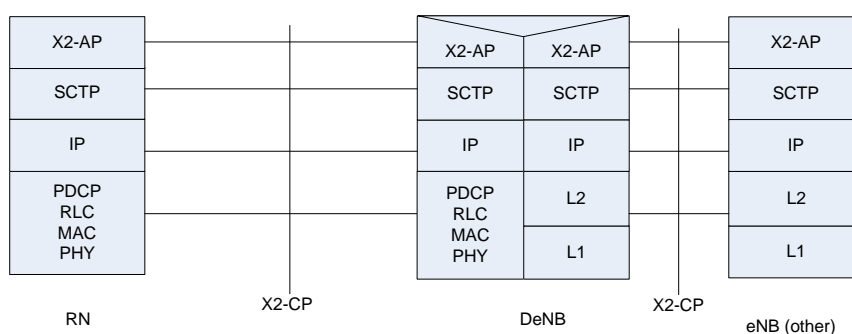 X2-AP
SCTP
IP
PDCP
RLC
MAC
PHY
RN
X2-CP
X2-AP X2-AP
SCTP SCTP
IP IP
PDCP
RLC
MAC
PHY
L2
L1
DeNB
X2-CP
X2-AP
SCTP
IP
L2
L1
eNB (other)